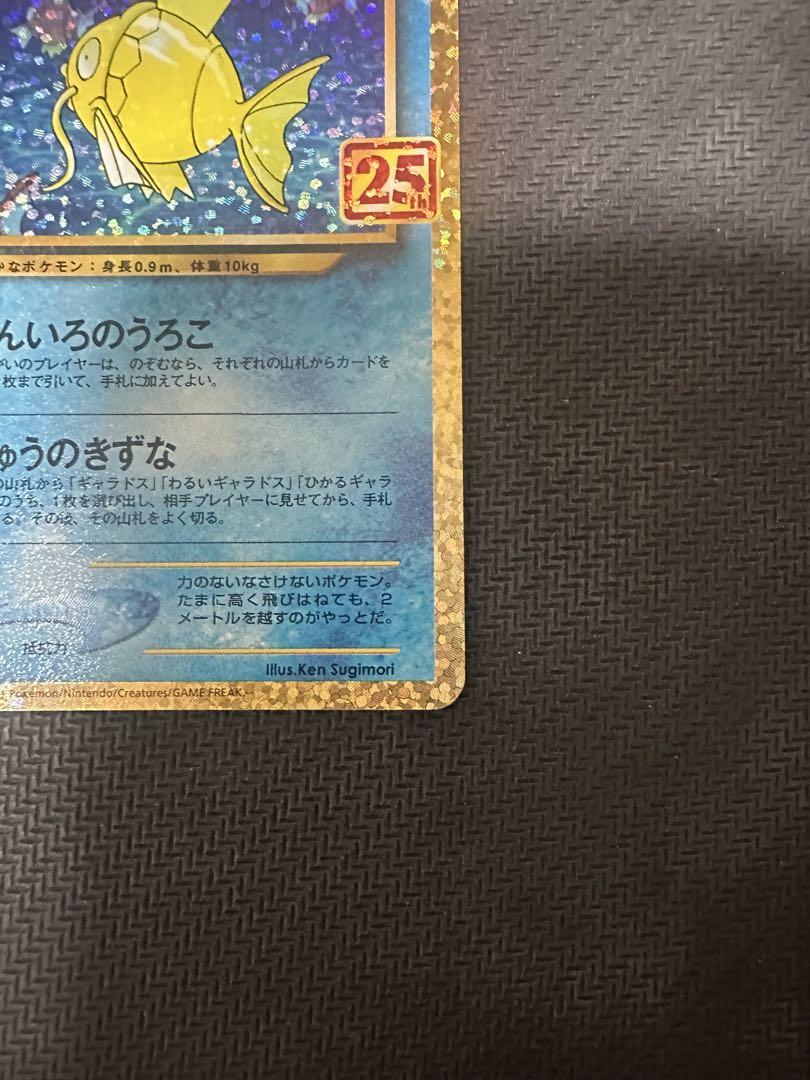 25th
かなポケモン：身長0.9m、体重10kg
んいろのうろこ
がいのプレイヤーは、のぞむなら、それぞれの山札からカードを
枚まで引いて、手札に加えてよい。
ゅうのきずな
の山札から「ギャラドス」「わるいギャラドス」「ひかるギャラ
のうち、1枚を選び出し、相手プレイヤーに見せてから、手札
る。その後、その山札をよく切る。
力のないなさけないポケモン。
たまに高く飛びはねても、2
メートルを越すのがやっとだ。
抵抗力
Illus.Ken Sugimori
Pokémon/Nintendo/Creatures/GAME FREAK.